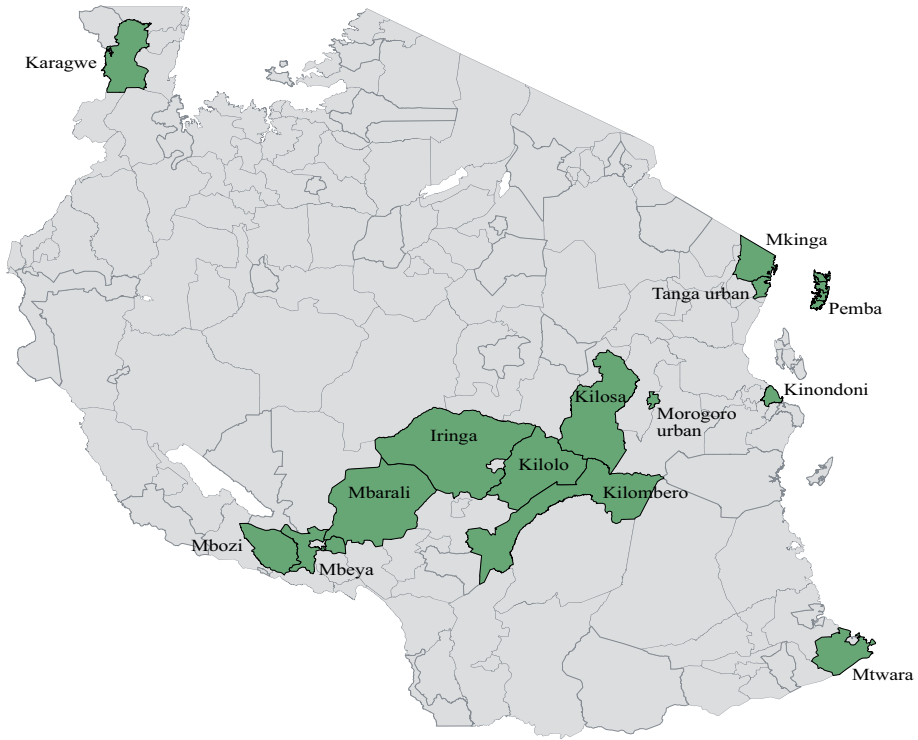 Karagwe
Mkinga
Tanga urban
Pemba
Kinondoni
Kilosa
Morogoro
urban
Iringa
Kilolo
Mbarali
Kilombero
Mbozi
Mbeya
Mtwara